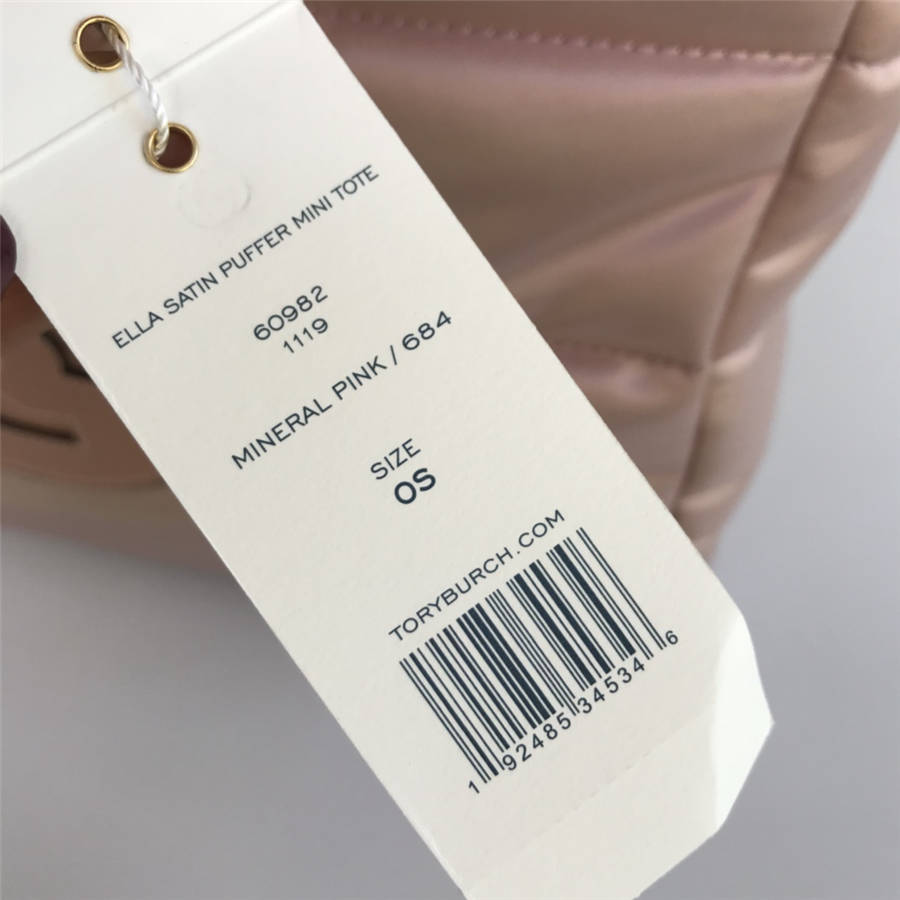 ELLA SATIN PUFFER MINI TOTE
60982
1119
MINERAL PINK / 684
SIZE
OS
TORYBURCH.COM
1 92485 34534 6